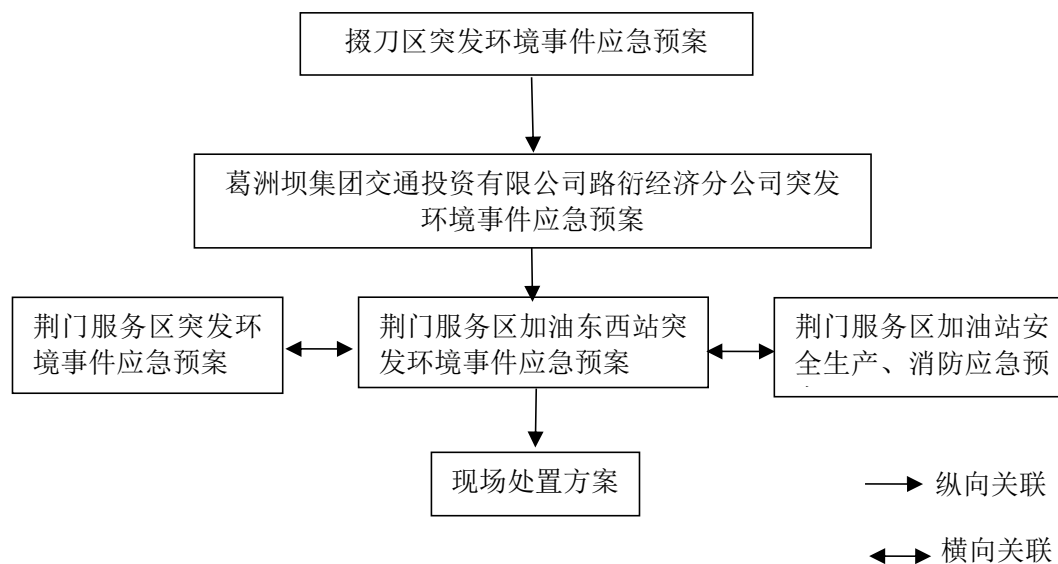 掇刀区突发环境事件应急预案
葛洲坝集团交通投资有限公司路衍经济分公司突发
环境事件应急预案
荆门服务区突发环
境事件应急预案
荆门服务区加油东西站突
发环境事件应急预案
荆门服务区加油站安
全生产、消防应急预
现场处置方案
纵向关联
横向关联